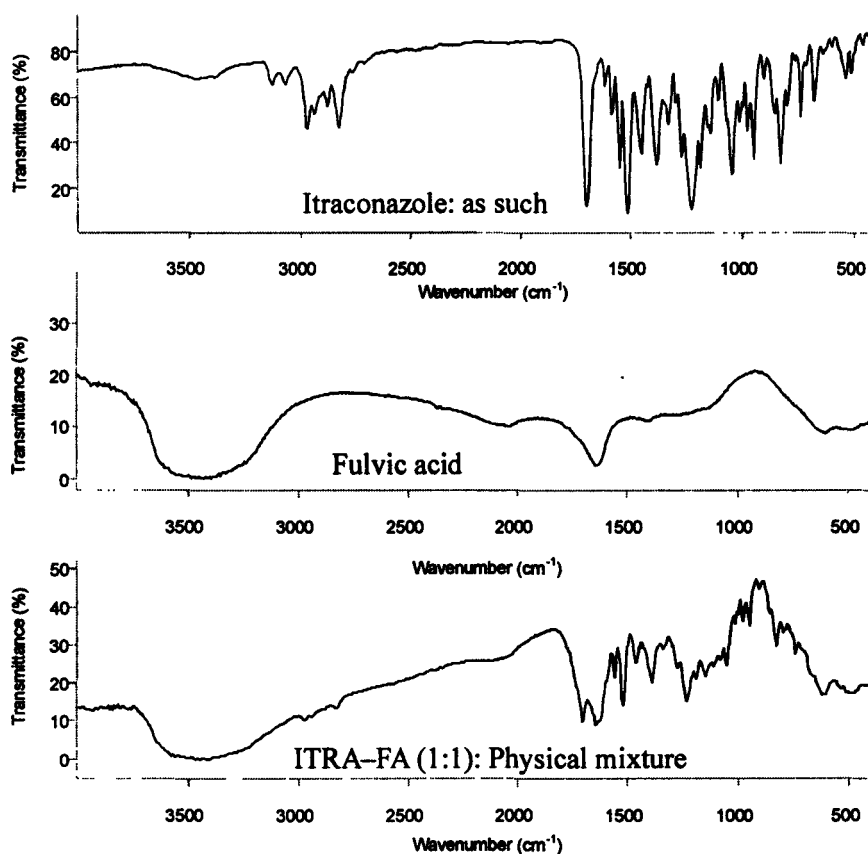 Transmittance (%)
80
60
40
20
Itraconazole: as such
3500 3000 2500 2000 1500 1000 500
Wavenumber (cm⁻¹)
Transmittance (%)
30
20
10
0
Fulvic acid
3500 3000 2500 2000 1500 1000 500
Wavenumber (cm⁻¹)
Transmittance (%)
50
40
30
20
10
0
ITRA–FA (1:1): Physical mixture
3500 3000 2500 2000 1500 1000 500
Wavenumber (cm⁻¹)